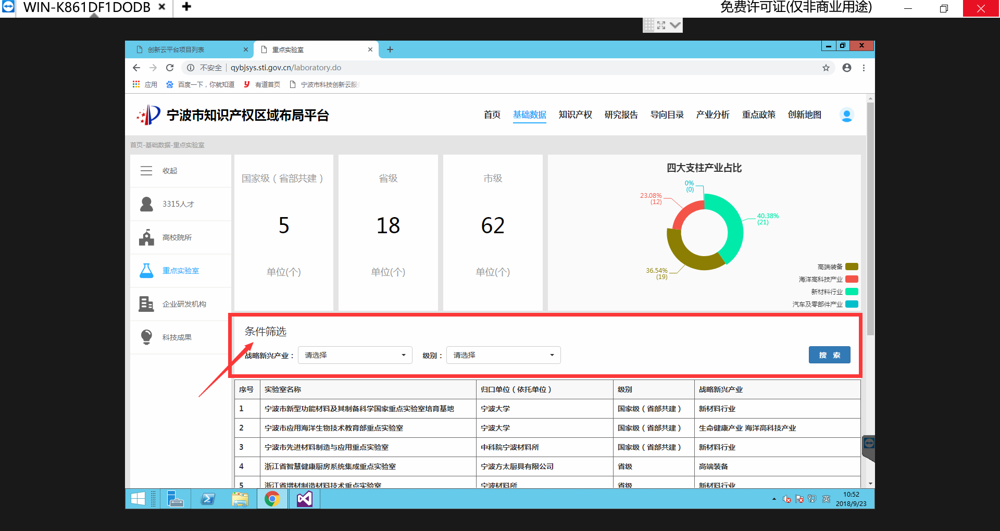 WIN-K861DF1DODB
免费许可证(仅非商业用途)
创新云平台项目列表
重点实验室
不安全 | qybjsys.sti.gov.cn/laboratory.do
应用 百度一下，你就知道 有道首页 宁波市科技创新云服
宁波市知识产权区域布局平台
首页 基础数据 知识产权 研究报告 导向目录 产业分析 重点政策 创新地图
首页-基础数据-重点实验室
收起
3315人才
高校院所
重点实验室
企业研发机构
科技成果
国家级（省部共建）
5
单位(个)
省级
18
单位(个)
市级
62
单位(个)
四大支柱产业占比
0%
(0)
23.08%
(12)
40.38%
(21)
36.54%
(19)
高端装备
海洋高科技产业
新材料行业
汽车及零部件产业
条件筛选
战略新兴产业： 请选择 级别： 请选择 搜 索
序号 实验室名称 归口单位（依托单位） 级别 战略新兴产业
1 宁波市新型功能材料及其制备科学国家重点实验室培育基地 宁波大学 国家级（省部共建） 新材料行业
2 宁波市应用海洋生物技术教育部重点实验室 宁波大学 国家级（省部共建） 生命健康产业 海洋高科技产业
3 宁波市先进材料制造与应用重点实验室 中科院宁波材料所 国家级（省部共建） 新材料行业
4 浙江省智慧健康厨房系统集成重点实验室 宁波方太厨具有限公司 省级 高端装备
5 浙江省增材制造材料技术重点实验室 宁波材料所 省级 新材料行业
英
10:52
2018/9/23